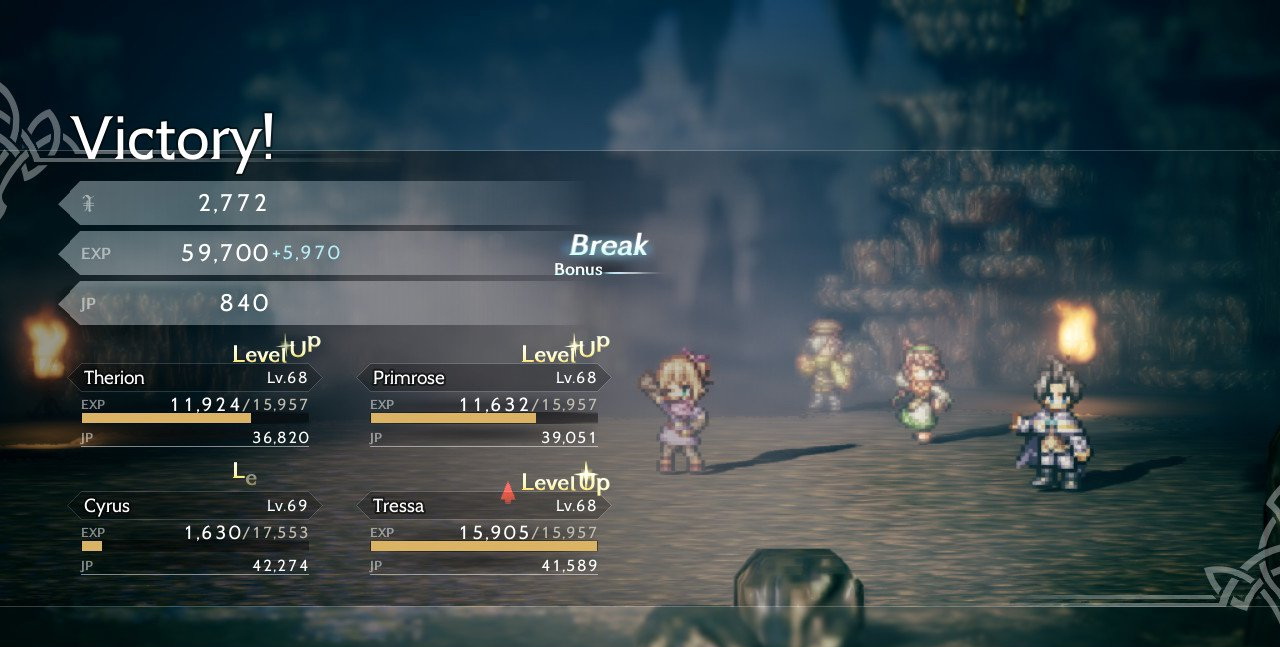 Victory!
2,772
EXP 59,700 +5,970
Break
Bonus
JP 840
Level Up
Therion Lv.68
EXP 11,924/15,957
JP 36,820
Level Up
Primrose Lv.68
EXP 11,632/15,957
JP 39,051
Le
Cyrus Lv.69
EXP 1,630/17,553
JP 42,274
Level Up
Tressa Lv.68
EXP 15,905/15,957
JP 41,589